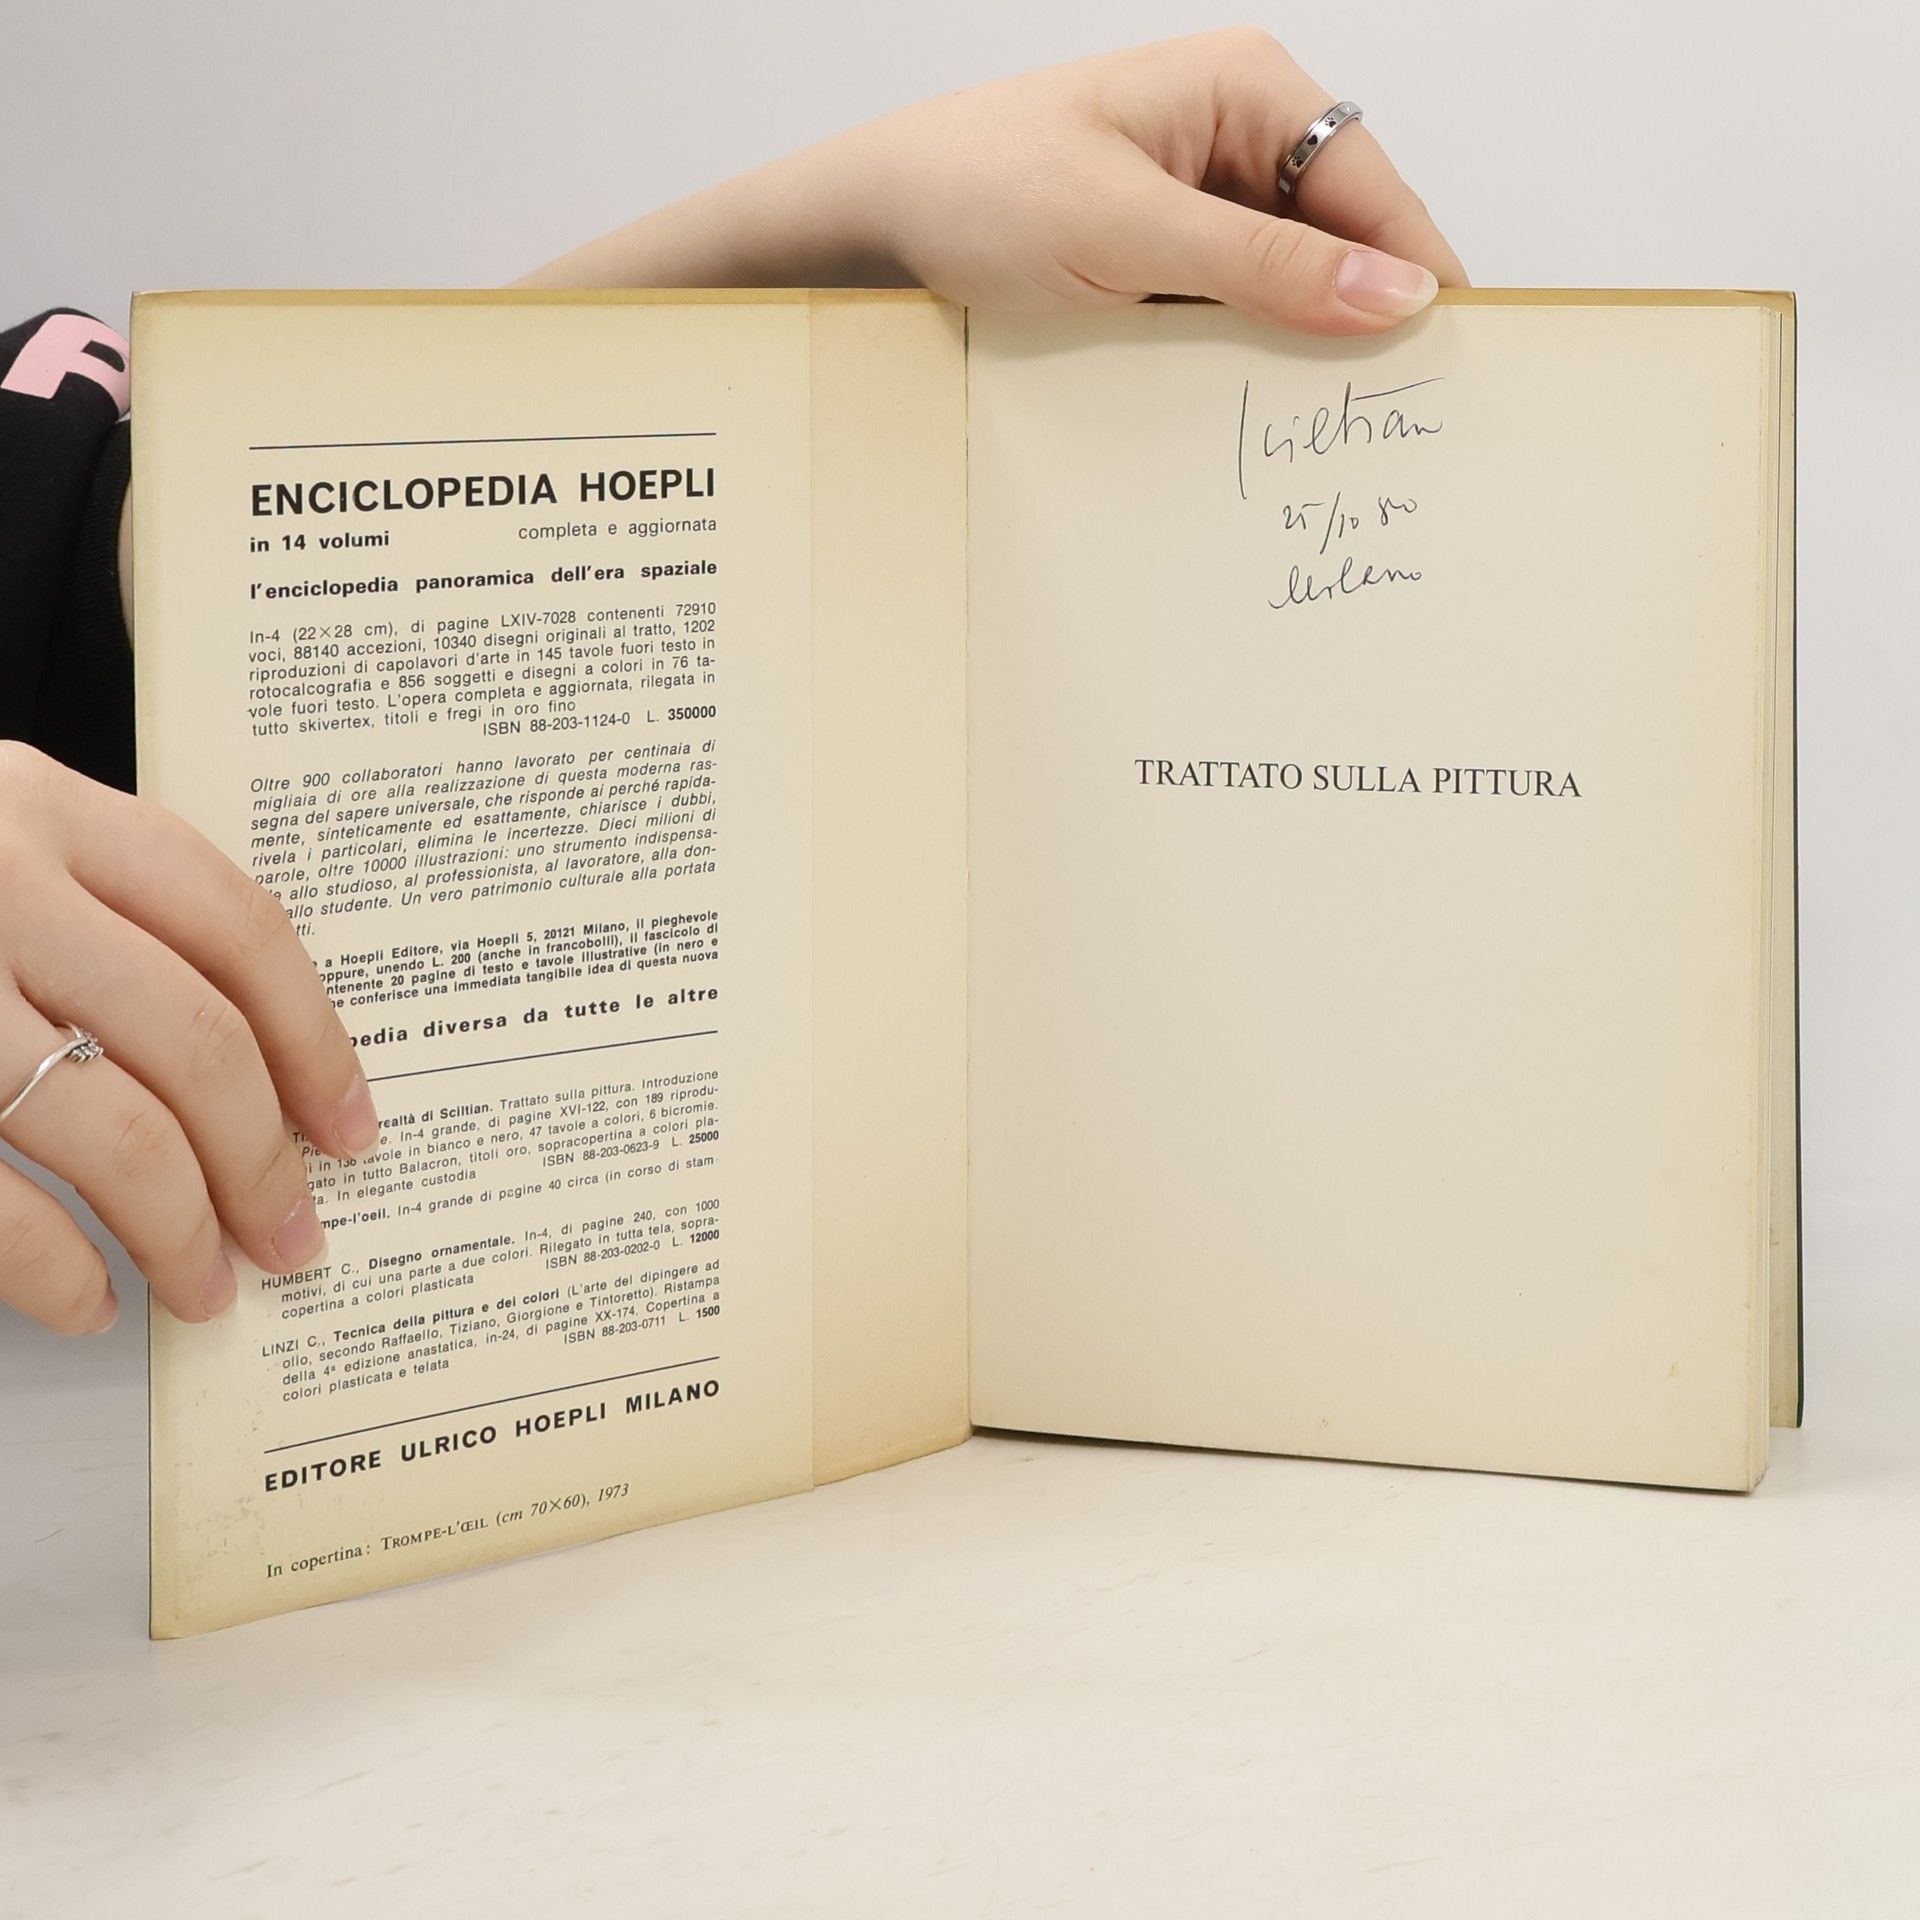 ENCICLOPEDIA HOEPLI
in 14 volumi completa e aggiornata
l'enciclopedia panoramica dell'era spaziale
In-4 (22×28 cm), di pagine LXIV-7028 contenenti 72910
voci, 88140 accezioni, 10340 disegni originali al tratto, 1202
riproduzioni di capolavori d'arte in 145 tavole fuori testo in
rotocalcografia e 856 soggetti e disegni a colori in 76 ta-
vole fuori testo. L'opera completa e aggiornata, rilegata in
tutto skivertex, titoli e fregi in oro fino
ISBN 88-203-1124-0 L. 350000
Oltre 900 collaboratori hanno lavorato per centinaia di
migliaia di ore alla realizzazione di questa moderna ras-
segna del sapere universale, che risponde ai perché rapida-
mente, sinteticamente ed esattamente, chiarisce i dubbi,
rivela i particolari, elimina le incertezze. Dieci milioni di
parole, oltre 10000 illustrazioni: uno strumento indispensa-
allo studioso, al professionista, al lavoratore, alla don-
allo studente. Un vero patrimonio culturale alla portata
tti.
a Hoepli Editore, via Hoepli 5, 20121 Milano, il pieghevole
oppure, unendo L. 200 (anche in francobolli), il fascicolo di
ntenente 20 pagine di testo e tavole illustrative (in nero e
he conferisce una immediata tangibile idea di questa nuova
pedia diversa da tutte le altre
realtà di Sciltian. Trattato sulla pittura. Introduzione
e. In-4 grande, di pagine XVI-122, con 189 riprodu-
i in 136 tavole in bianco e nero, 47 tavole a colori, 6 bicromie.
gato in tutto Balacron, titoli oro, sopracopertina a colori pla-
ta. In elegante custodia ISBN 88-203-0623-9 L. 25000
mpe-l'oeil. In-4 grande di pagine 40 circa (in corso di stam-
HUMBERT C., Disegno ornamentale. In-4, di pagine 240, con 1000
motivi, di cui una parte a due colori. Rilegato in tutta tela, sopra-
copertina a colori plasticata ISBN 88-203-0202-0 L. 12000
LINZI C., Tecnica della pittura e dei colori (L'arte del dipingere ad
olio, secondo Raffaello, Tiziano, Giorgione e Tintoretto). Ristampa
della 4ª edizione anastatica, in-24, di pagine XX-174. Copertina a
colori plasticata e telata ISBN 88-203-0711 L. 1500
EDITORE ULRICO HOEPLI MILANO
In copertina: TROMPE-L'ŒIL (cm 70×60), 1973
Sciltian
25/10 80
Milano
TRATTATO SULLA PITTURA